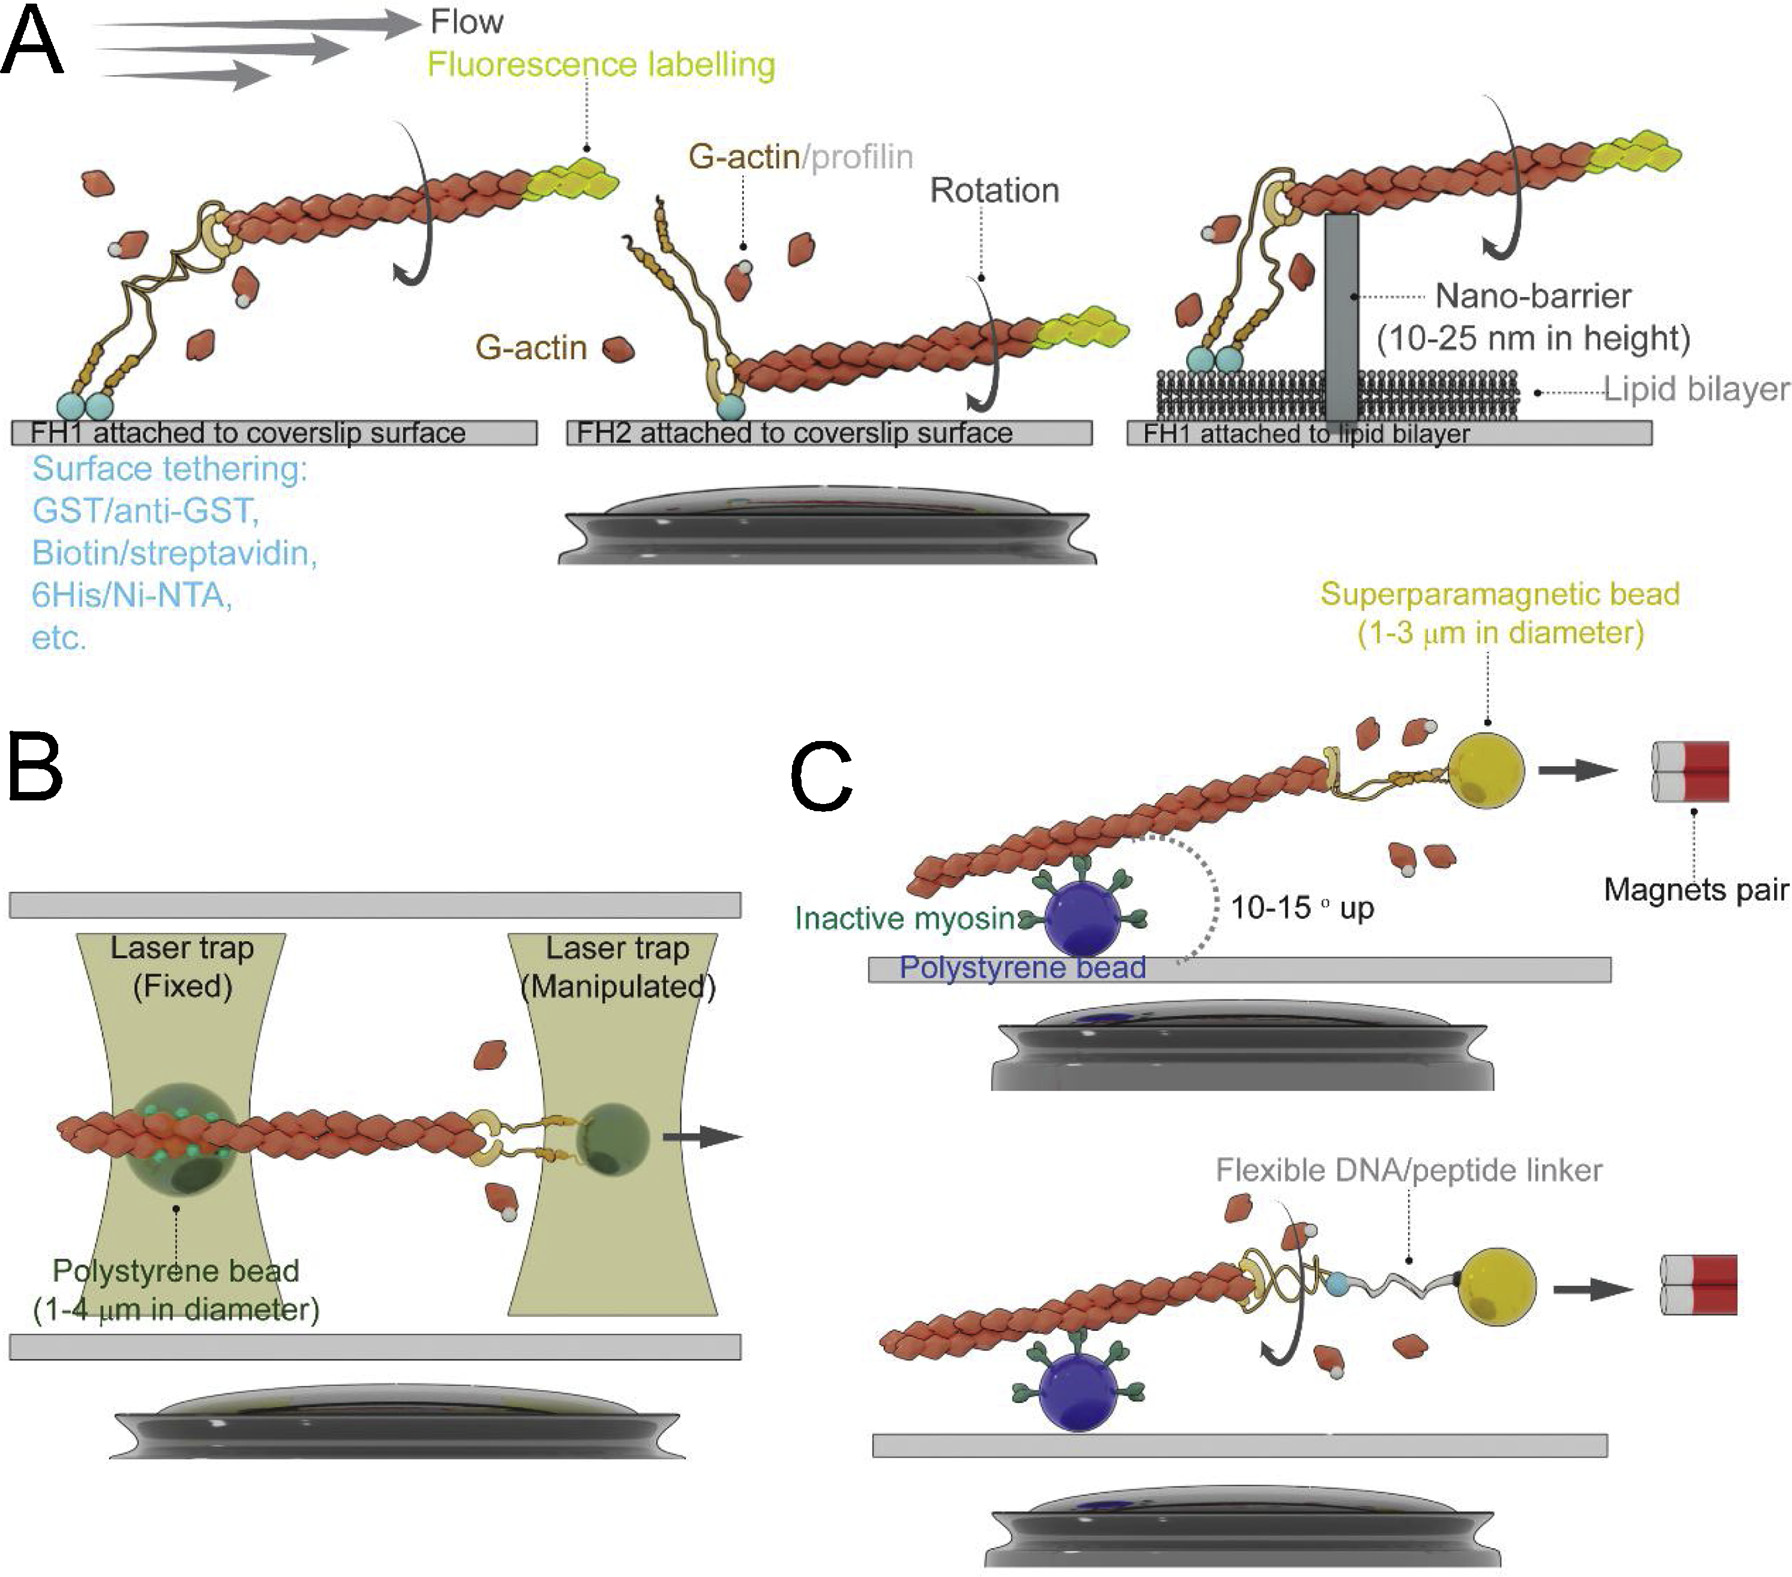 A
Flow
Fluorescence labelling
G-actin/profilin
Rotation
G-actin
Nano-barrier
(10-25 nm in height)
Lipid bilayer
FH1 attached to coverslip surface
FH2 attached to coverslip surface
FH1 attached to lipid bilayer
Surface tethering:
GST/anti-GST,
Biotin/streptavidin,
6His/Ni-NTA,
etc.
B
Laser trap
(Fixed)
Laser trap
(Manipulated)
Polystyrene bead
(1-4 μm in diameter)
C
Superparamagnetic bead
(1-3 μm in diameter)
Magnets pair
10-15 ° up
Inactive myosin
Polystyrene bead
Flexible DNA/peptide linker